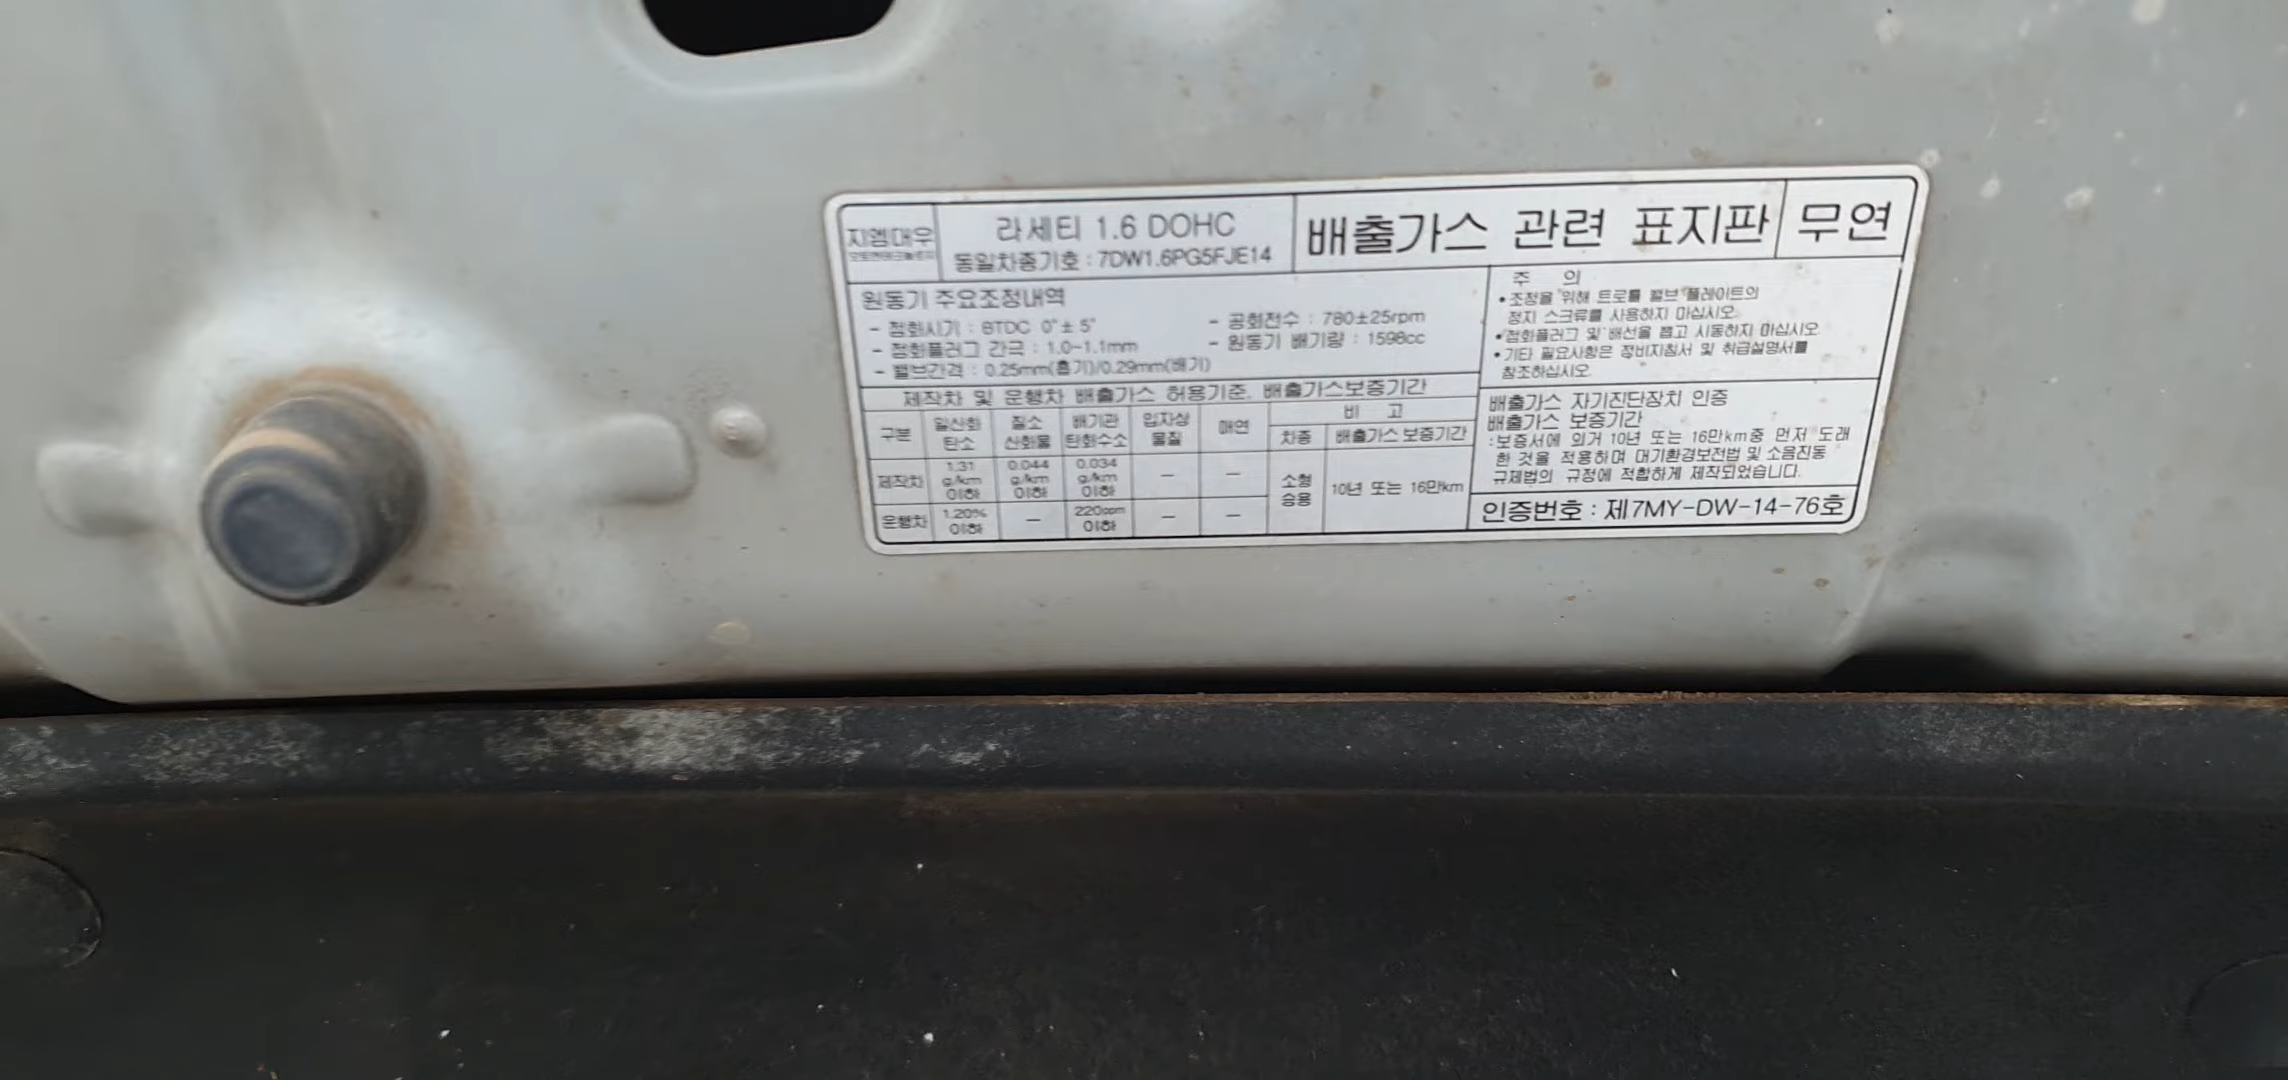 지엠대우
라세티 1.6 DOHC
동일차종기호 : 7DW1.6PG5FJE14
배출가스 관련 표지판
무연
원동기 주요조정내역
- 점화시기 : BTDC 0°± 5°
- 공회전수 : 780±25rpm
- 점화플러그 간극 : 1.0-1.1mm
- 원동기 배기량 : 1598cc
- 밸브간격 : 0.25mm(흡기)/0.29mm(배기)
주 의
•조정을 위해 트로틀 밸브 플레이트의
정지 스크류를 사용하지 마십시오.
•점화플러그 및 배선을 뽑고 시동하지 마십시오
•기타 필요사항은 정비지침서 및 취급설명서를
참조하십시오.
제작차 및 운행차 배출가스 허용기준, 배출가스보증기간
구분 일산화탄소 질소산화물 배기관탄화수소 입자상물질 매연 비 고
차종 배출가스 보증기간
제작차 1.31 g/km 이하 0.044 g/km 이하 0.034 g/km 이하 — —
소형승용 10년 또는 16만km
운행차 1.20% 이하 — 220ppm 이하 — —
배출가스 자기진단장치 인증
배출가스 보증기간
:보증서에 의거 10년 또는 16만km중 먼저 도래
한 것을 적용하며 대기환경보전법 및 소음진동
규제법의 규정에 적합하게 제작되었습니다.
인증번호 : 제7MY-DW-14-76호